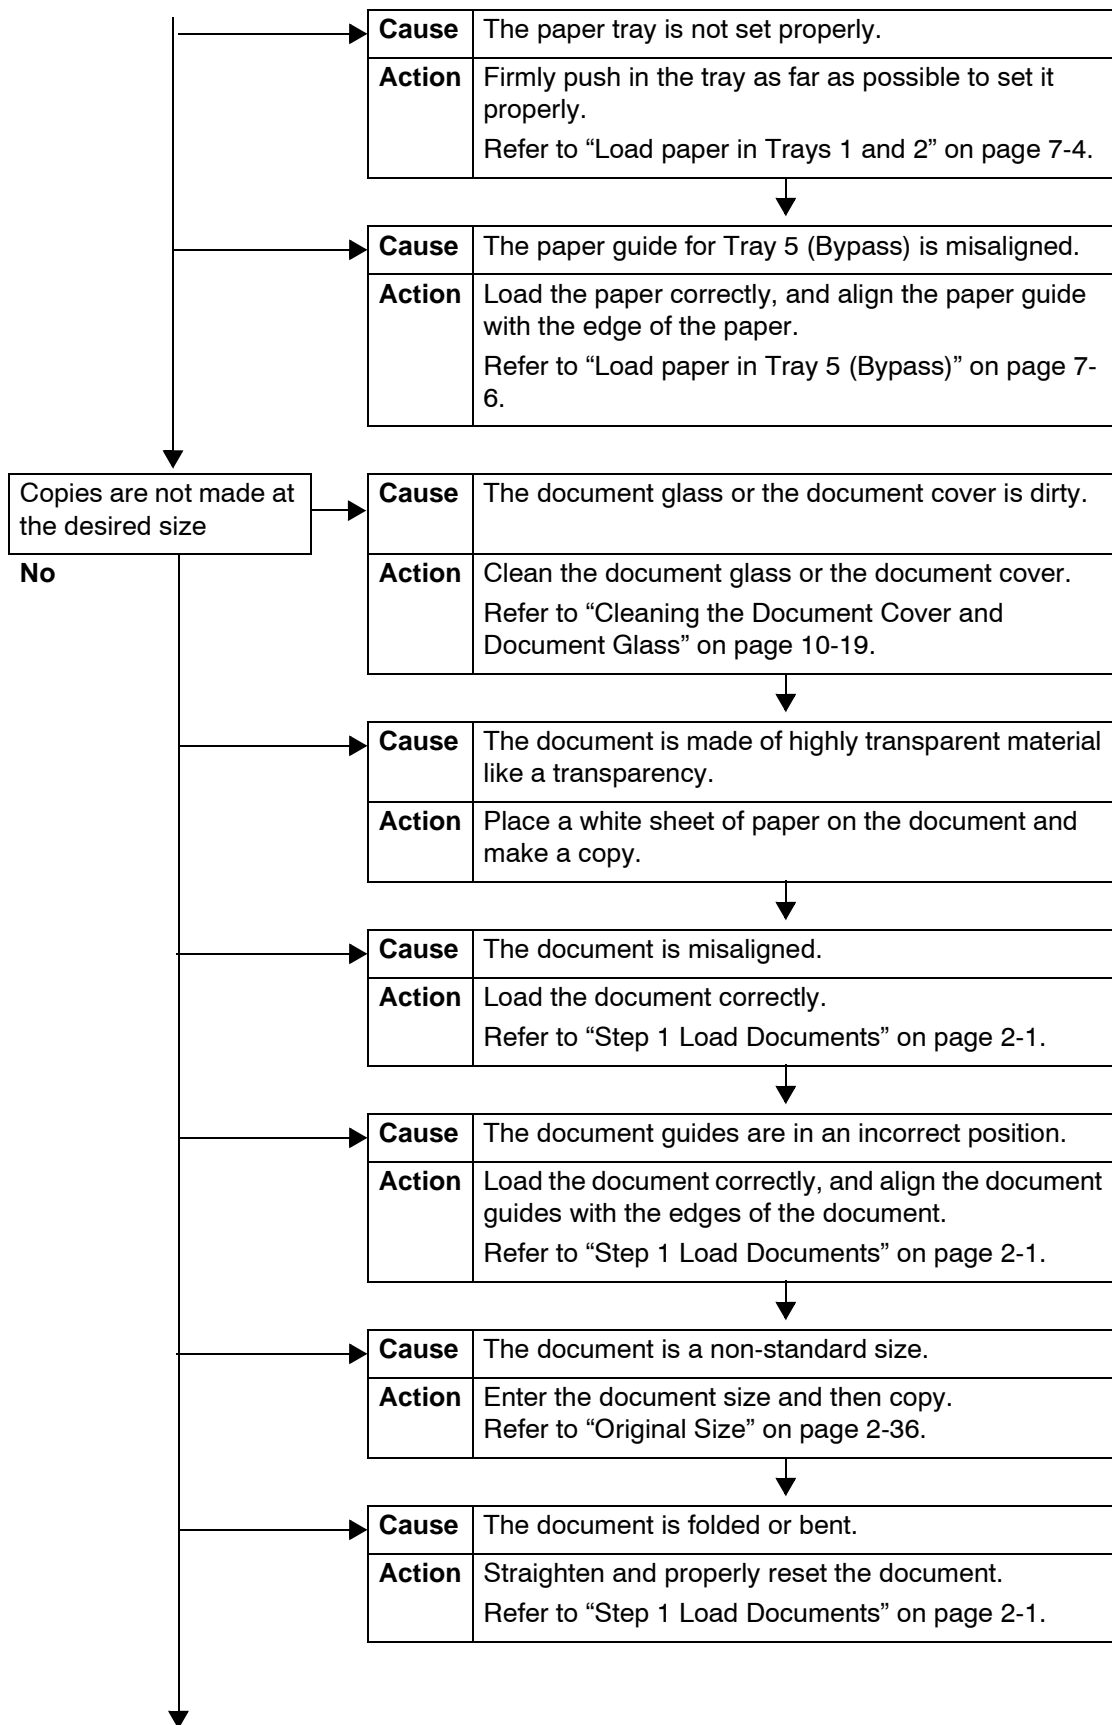 Cause The paper tray is not set properly.
Action Firmly push in the tray as far as possible to set it
properly.
Refer to “Load paper in Trays 1 and 2” on page 7-4.
Cause The paper guide for Tray 5 (Bypass) is misaligned.
Action Load the paper correctly, and align the paper guide
with the edge of the paper.
Refer to “Load paper in Tray 5 (Bypass)” on page 7-
6.
Copies are not made at
the desired size
No
Cause The document glass or the document cover is dirty.
Action Clean the document glass or the document cover.
Refer to “Cleaning the Document Cover and
Document Glass” on page 10-19.
Cause The document is made of highly transparent material
like a transparency.
Action Place a white sheet of paper on the document and
make a copy.
Cause The document is misaligned.
Action Load the document correctly.
Refer to “Step 1 Load Documents” on page 2-1.
Cause The document guides are in an incorrect position.
Action Load the document correctly, and align the document
guides with the edges of the document.
Refer to “Step 1 Load Documents” on page 2-1.
Cause The document is a non-standard size.
Action Enter the document size and then copy.
Refer to “Original Size” on page 2-36.
Cause The document is folded or bent.
Action Straighten and properly reset the document.
Refer to “Step 1 Load Documents” on page 2-1.